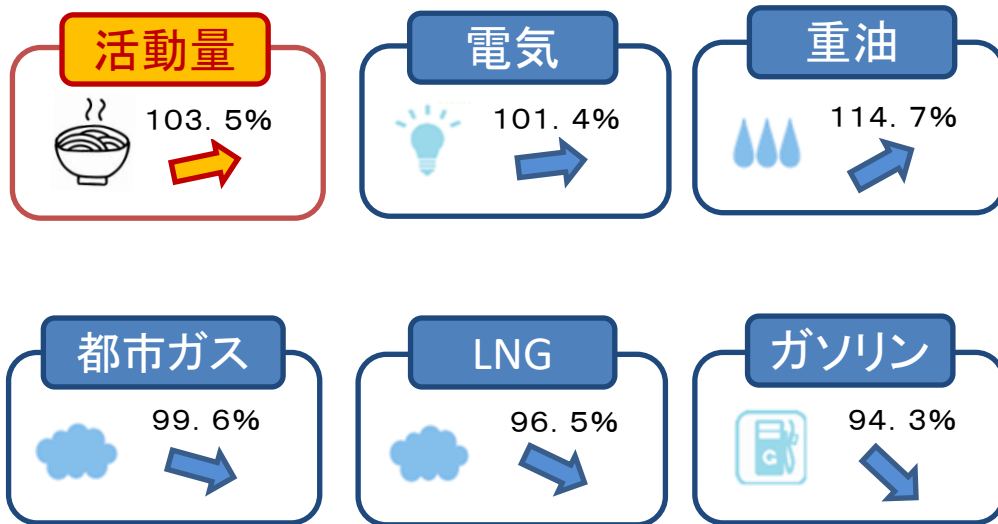 活動量
電気
重油
103. 5%
101. 4%
114. 7%
都市ガス
LNG
ガソリン
99. 6%
96. 5%
94. 3%
G